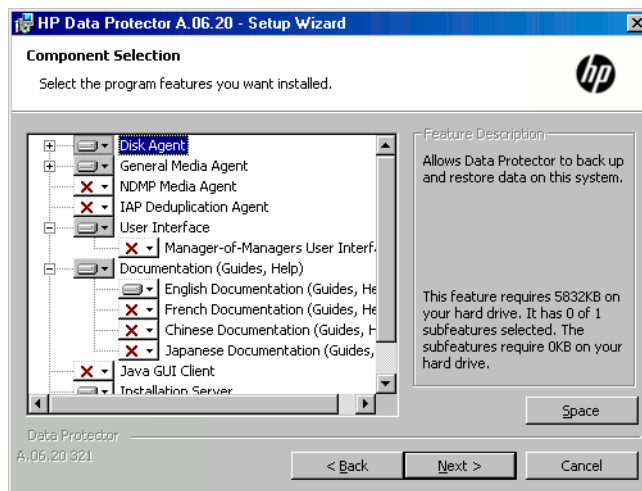 HP Data Protector A.06.20 - Setup Wizard
Component Selection
Select the program features you want installed.
hp
Disk Agent
General Media Agent
NDMP Media Agent
IAP Deduplication Agent
User Interface
Manager-of-Managers User Interf
Documentation (Guides, Help)
English Documentation (Guides, He
French Documentation (Guides, He
Chinese Documentation (Guides, H
Japanese Documentation (Guides,
Java GUI Client
Installation Server
Feature Description
Allows Data Protector to back up
and restore data on this system.
This feature requires 5832KB on
your hard drive. It has 0 of 1
subfeatures selected. The
subfeatures require 0KB on your
hard drive.
Space
Data Protector
A.06.20 321
< Back
Next >
Cancel